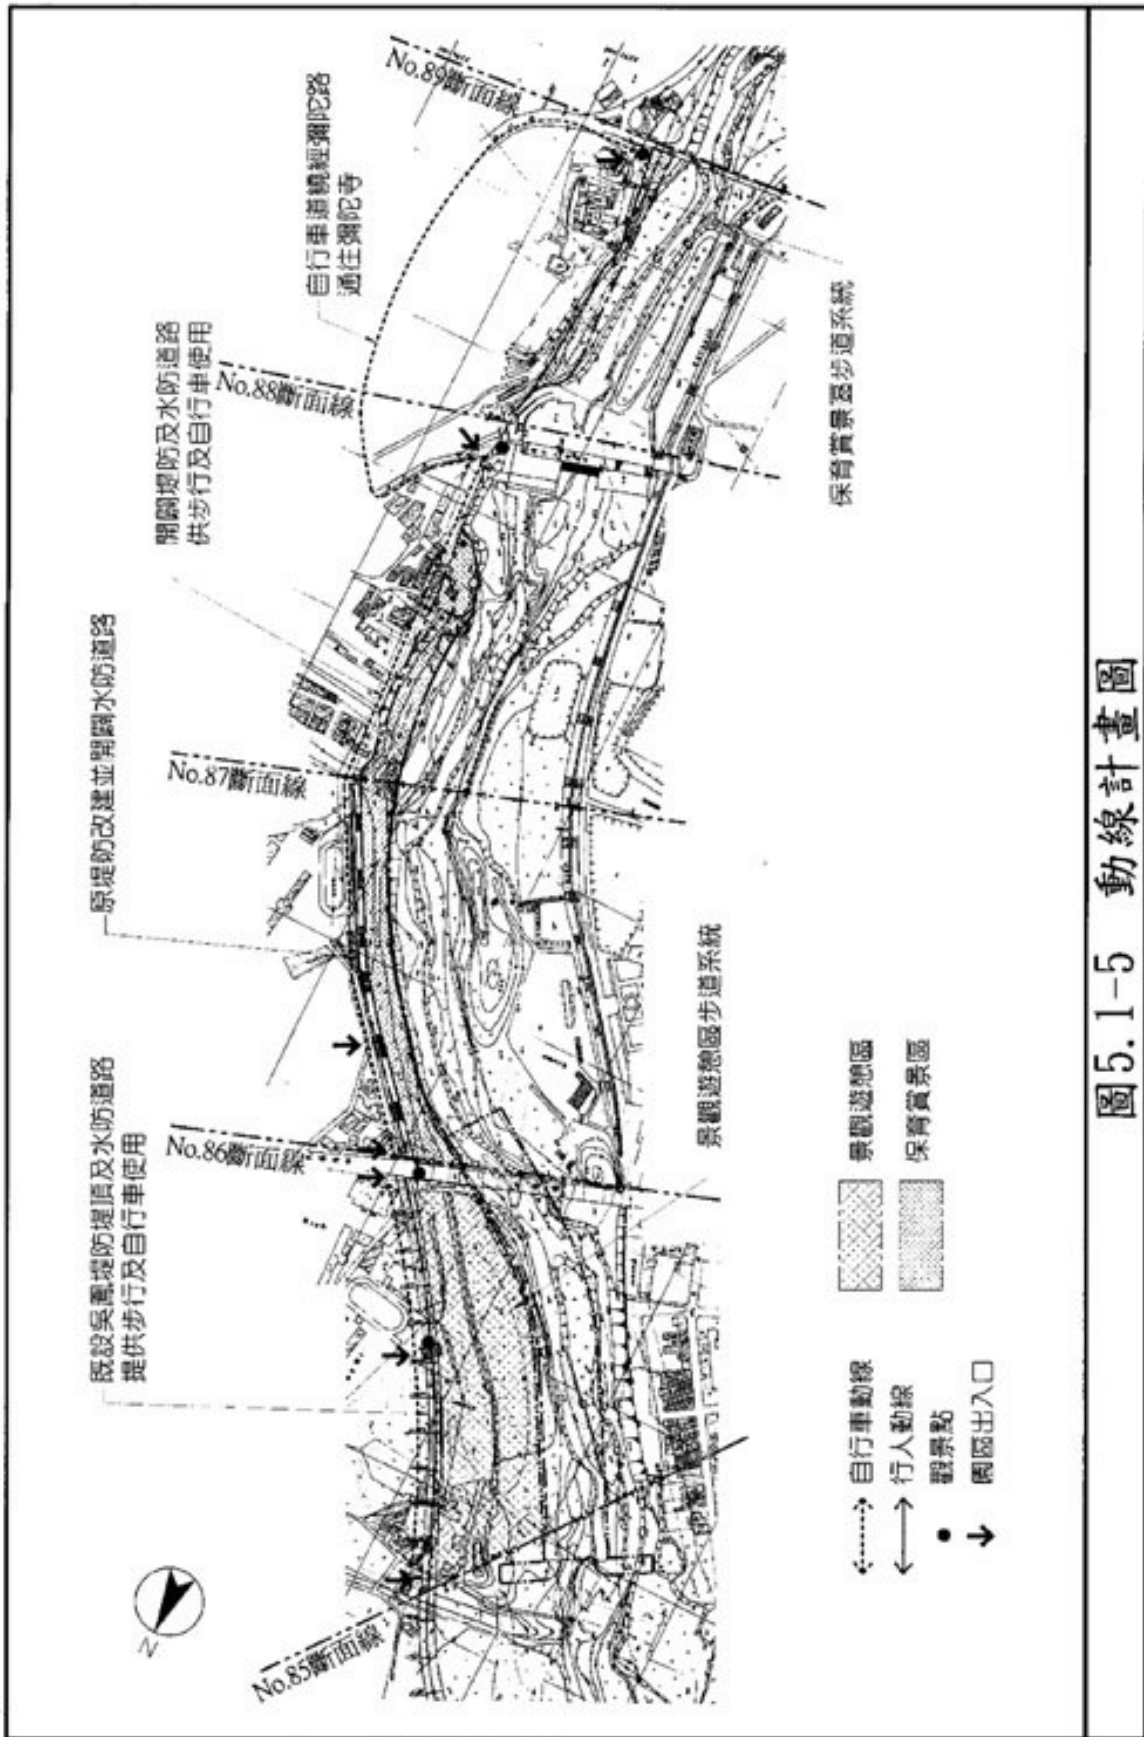 No.89斷面線
自行車道繞經彌陀路
通往彌陀寺
No.88斷面線
開闢堤防及水防道路
供步行及自行車使用
No.87斷面線
原堤防改建並開闢水防道路
No.86斷面線
既設吳鳳堤防堤頂及水防道路
提供步行及自行車使用
No.85斷面線
N
保育賞景區步道系統
景觀遊憩區步道系統
自行車動線
行人動線
觀景點
園區出入口
景觀遊憩區
保育賞景區
圖5.1-5 動線計畫圖